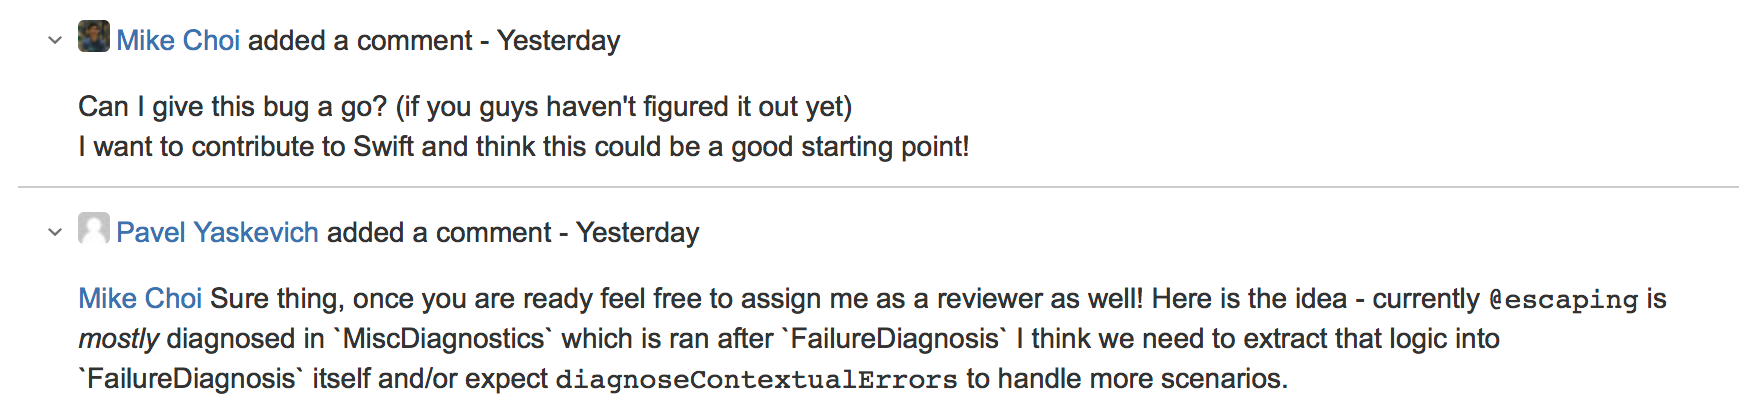 Mike Choi added a comment - Yesterday
Can I give this bug a go? (if you guys haven't figured it out yet)
I want to contribute to Swift and think this could be a good starting point!
Pavel Yaskevich added a comment - Yesterday
Mike Choi Sure thing, once you are ready feel free to assign me as a reviewer as well! Here is the idea - currently @escaping is
mostly diagnosed in `MiscDiagnostics` which is ran after `FailureDiagnosis` I think we need to extract that logic into
`FailureDiagnosis` itself and/or expect diagnoseContextualErrors to handle more scenarios.